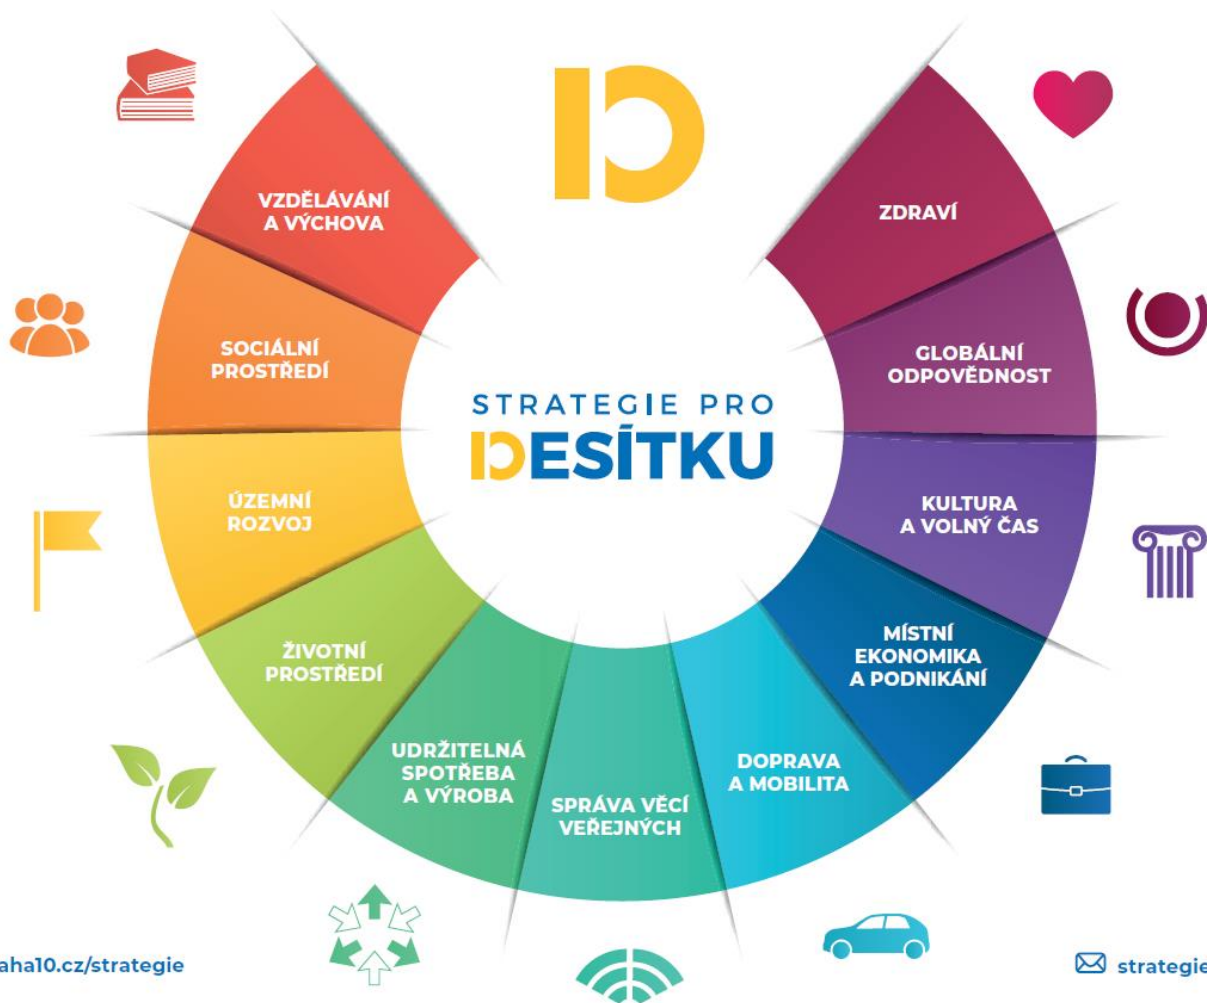 VZDĚLÁVÁNÍ
A VÝCHOVA
ZDRAVÍ
SOCIÁLNÍ
PROSTŘEDÍ
GLOBÁLNÍ
ODPOVĚDNOST
STRATEGIE PRO
DESÍTKU
ÚZEMNÍ
ROZVOJ
KULTURA
A VOLNÝ ČAS
ŽIVOTNÍ
PROSTŘEDÍ
MÍSTNÍ
EKONOMIKA
A PODNIKÁNÍ
UDRŽITELNÁ
SPOTŘEBA
A VÝROBA
SPRÁVA VĚCÍ
VEŘEJNÝCH
DOPRAVA
A MOBILITA
aha10.cz/strategie
strategie